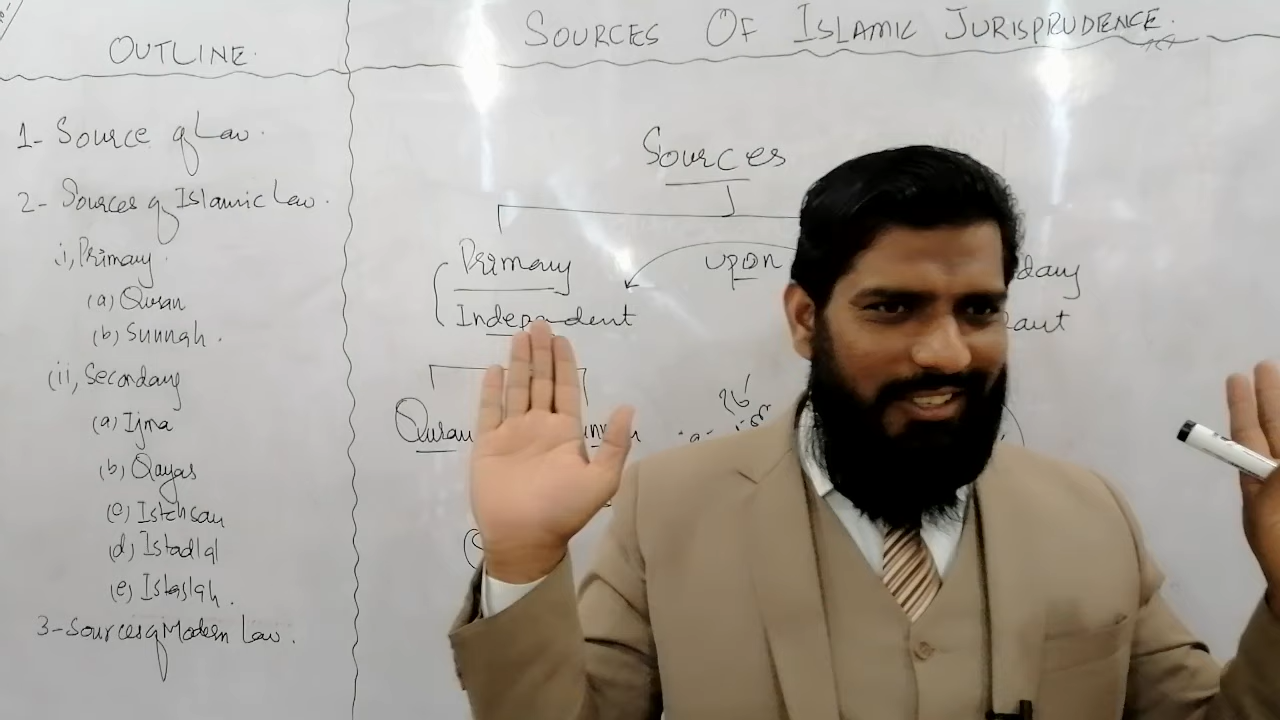 OUTLINE.
1- Source of Law.
2- Sources of Islamic Law.
i, Primary.
(a) Quran
(b) Sunnah.
(ii, Secondary
(a) Ijma
(b) Qayas
(c) Istehsan
(d) Istadlal
(e) Istaslah.
3- Sources of Modern Law.
SOURCES OF ISLAMIC JURISPRUDENCE.
Sources
Primary upon
Independent
Quran